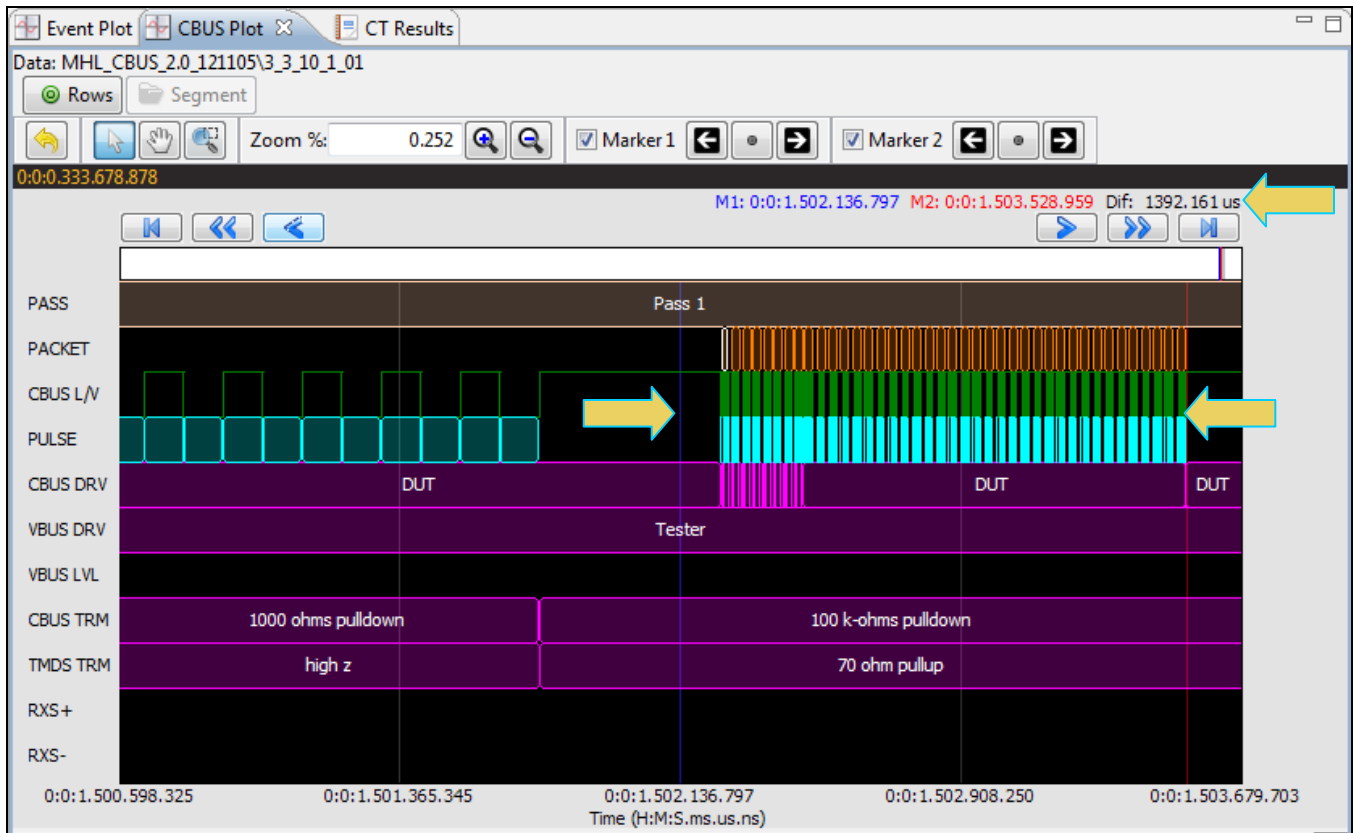 Event Plot CBUS Plot CT Results
Data: MHL_CBUS_2.0_121105\3_3_10_1_01
Rows Segment
Zoom %: 0.252 Marker 1 Marker 2
0:0:0.333.678.878
M1: 0:0:1.502.136.797 M2: 0:0:1.503.528.959 Dif: 1392.161 us
PASS Pass 1
PACKET
CBUS L/V
PULSE
CBUS DRV DUT DUT DUT
VBUS DRV Tester
VBUS LVL
CBUS TRM 1000 ohms pulldown 100 k-ohms pulldown
TMDS TRM high z 70 ohm pullup
RXS+
RXS-
0:0:1.500.598.325 0:0:1.501.365.345 0:0:1.502.136.797 0:0:1.502.908.250 0:0:1.503.679.703
Time (H:M:S.ms.us.ns)